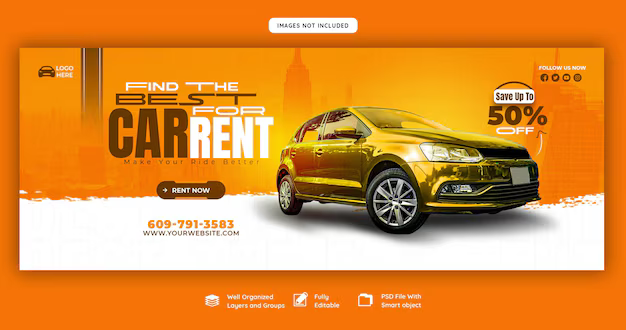 IMAGES NOT INCLUDED
LOGO
HERE
FOLLOW US NOW
FIND THE
BEST
FOR
CAR RENT
Make Your Ride Better
Save Up To
50%
OFF
RENT NOW
609-791-3583
WWW.YOURWEBSITE.COM
Well Organized
Layers and Groups
Fully
Editable
PSD File With
Smart object